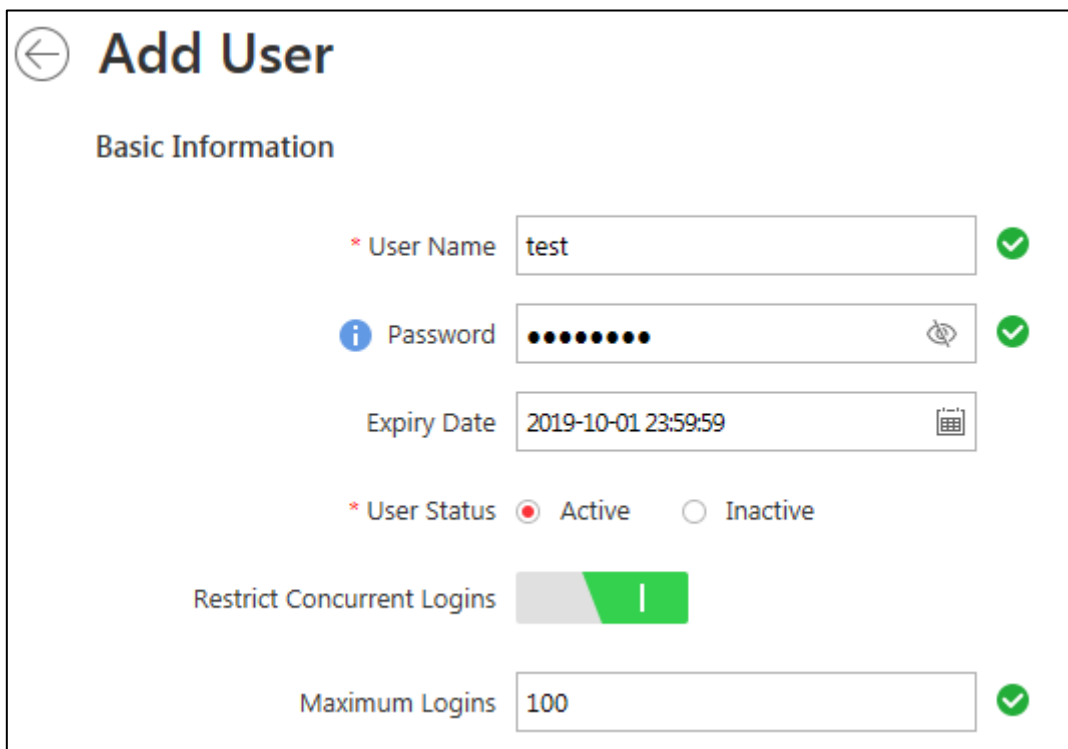 Add User
Basic Information
* User Name test
i Password ●●●●●●●●
Expiry Date 2019-10-01 23:59:59
* User Status Active Inactive
Restrict Concurrent Logins
Maximum Logins 100